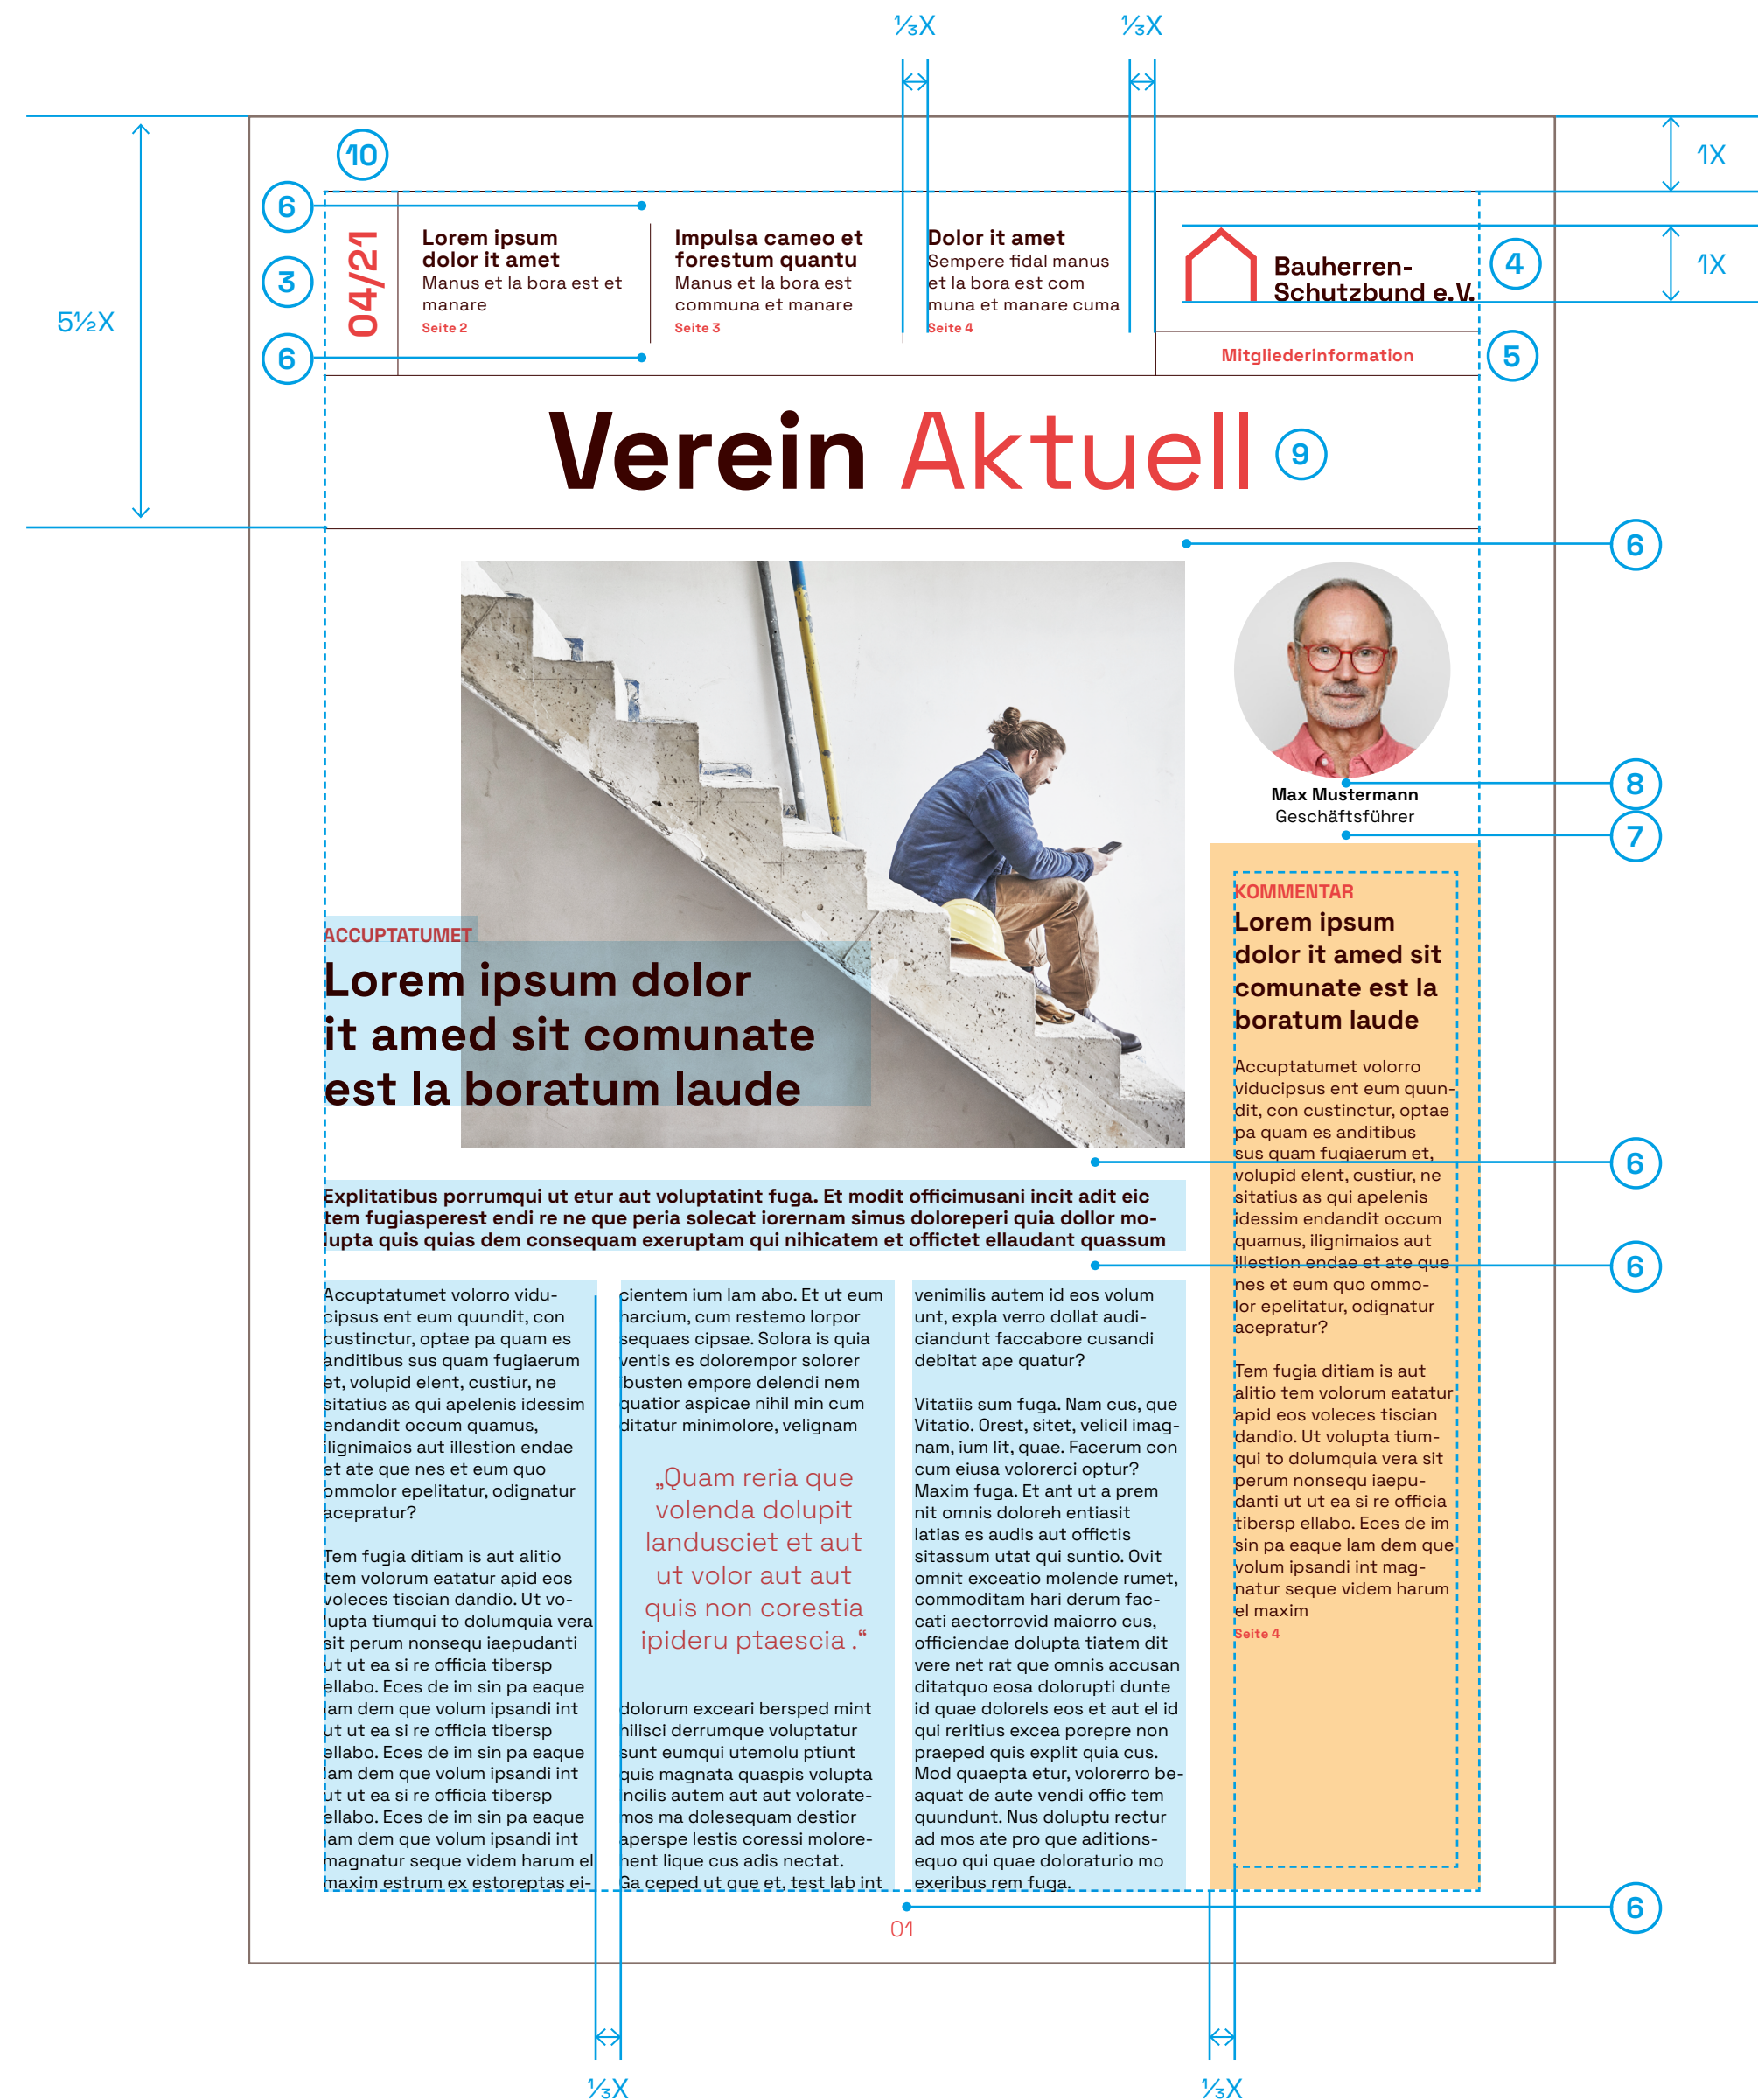 ⅓X
⅓X
10
1X
6
3
6
5½X
04/21
Lorem ipsum
dolor it amet
Manus et la bora est et
manare
Seite 2
Impulsa cameo et
forestum quantu
Manus et la bora est
communa et manare
Seite 3
Dolor it amet
Sempere fidal manus
et la bora est com
muna et manare cuma
Seite 4
Bauherren-
Schutzbund e.V.
4
1X
Mitgliederinformation
5
Verein Aktuell
9
6
8
Max Mustermann
Geschäftsführer
7
ACCUPTATUMET
Lorem ipsum dolor
it amed sit comunate
est la boratum laude
6
Explitatibus porrumqui ut etur aut voluptatint fuga. Et modit officimusani incit adit eic
tem fugiasperest endi re ne que peria solecat iorernam simus doloreperi quia dollor mo-
lupta quis quias dem consequam exeruptam qui nihicatem et offictet ellaudant quassum
6
Accuptatumet volorro vidu-
cipsus ent eum quundit, con
custinctur, optae pa quam es
anditibus sus quam fugiaerum
et, volupid elent, custiur, ne
sitatius as qui apelenis idessim
endandit occum quamus,
ilignimaios aut illestion endae
et ate que nes et eum quo
ommolor epelitatur, odignatur
acepratur?
Tem fugia ditiam is aut alitio
tem volorum eatatur apid eos
voleces tiscian dandio. Ut vo-
lupta tiumqui to dolumquia vera
sit perum nonsequ iaepudanti
ut ut ea si re officia tibersp
ellabo. Eces de im sin pa eaque
lam dem que volum ipsandi int
ut ut ea si re officia tibersp
ellabo. Eces de im sin pa eaque
lam dem que volum ipsandi int
ut ut ea si re officia tibersp
ellabo. Eces de im sin pa eaque
lam dem que volum ipsandi int
magnatur seque videm harum el
maxim estrum ex estoreptas ei-
cientem ium lam abo. Et ut eum
harcium, cum restemo lorpor
sequaes cipsae. Solora is quia
ventis es dolorempor solorer
ibusten empore delendi nem
quatior aspicae nihil min cum
ditatur minimolore, velignam
„Quam reria que
volenda dolupit
landusciet et aut
ut volor aut aut
quis non corestia
ipideru ptaescia .“
dolorum exceari bersped mint
hilisci derrumque voluptatur
sunt eumqui utemolu ptiunt
quis magnata quaspis volupta
incilis autem aut aut volorate-
mos ma dolesequam destior
aperspe lestis coressi molore-
hent lique cus adis nectat.
Ga ceped ut que et, test lab int
venimilis autem id eos volum
unt, expla verro dollat audi-
ciandunt faccabore cusandi
debitat ape quatur?
Vitatiis sum fuga. Nam cus, que
Vitatio. Orest, sitet, velicil imag-
nam, ium lit, quae. Facerum con
cum eiusa volorerci optur?
Maxim fuga. Et ant ut a prem
nit omnis doloreh entiasit
latias es audis aut offictis
sitassum utat qui suntio. Ovit
omnit exceatio molende rumet,
commoditam hari derum fac-
cati aectorrovid maiorro cus,
officiendae dolupta tiatem dit
vere net rat que omnis accusan
ditatquo eosa dolorupti dunte
id quae dolorels eos et aut el id
qui reritius excea porepre non
praeped quis explit quia cus.
Mod quaepta etur, volorerro be-
aquat de aute vendi offic tem
quundunt. Nus doluptu rectur
ad mos ate pro que aditions-
equo qui quae doloraturio mo
exeribus rem fuga.
KOMMENTAR
Lorem ipsum
dolor it amed sit
comunate est la
boratum laude
Accuptatumet volorro
viducipsus ent eum quun-
dit, con custinctur, optae
pa quam es anditibus
sus quam fugiaerum et,
volupid elent, custiur, ne
sitatius as qui apelenis
idessim endandit occum
quamus, ilignimaios aut
illestion endae et ate que
nes et eum quo ommo-
lor epelitatur, odignatur
acepratur?
Tem fugia ditiam is aut
alitio tem volorum eatatur
apid eos voleces tiscian
dandio. Ut volupta tium-
qui to dolumquia vera sit
perum nonsequ iaepu-
danti ut ut ea si re officia
tibersp ellabo. Eces de im
sin pa eaque lam dem que
volum ipsandi int mag-
natur seque videm harum
el maxim
Seite 4
6
01
⅓X
⅓X